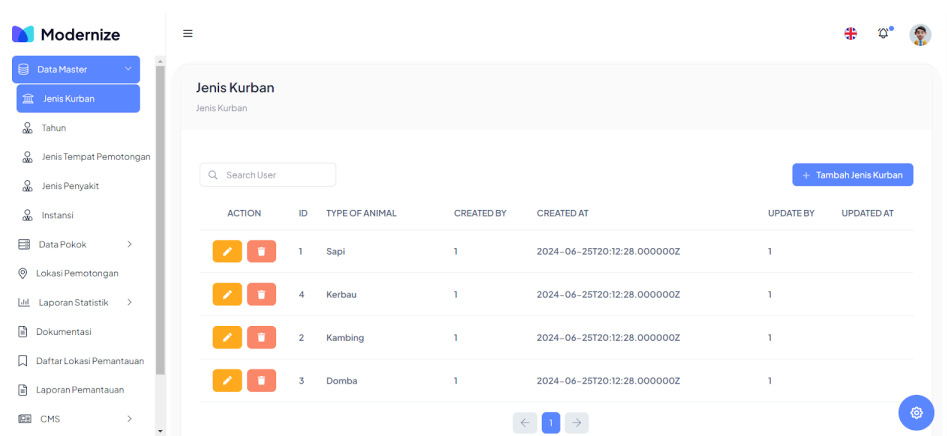 Modernize
Data Master
Jenis Kurban
Tahun
Jenis Tempat Pemotongan
Jenis Penyakit
Instansi
Data Pokok
Lokasi Pemotongan
Laporan Statistik
Dokumentasi
Daftar Lokasi Pemantauan
Laporan Pemantauan
CMS
Jenis Kurban
Jenis Kurban
Search User
+ Tambah Jenis Kurban
ACTION ID TYPE OF ANIMAL CREATED BY CREATED AT UPDATE BY UPDATED AT
1 Sapi 1 2024-06-25T20:12:28.000000Z 1
4 Kerbau 1 2024-06-25T20:12:28.000000Z 1
2 Kambing 1 2024-06-25T20:12:28.000000Z 1
3 Domba 1 2024-06-25T20:12:28.000000Z 1
1